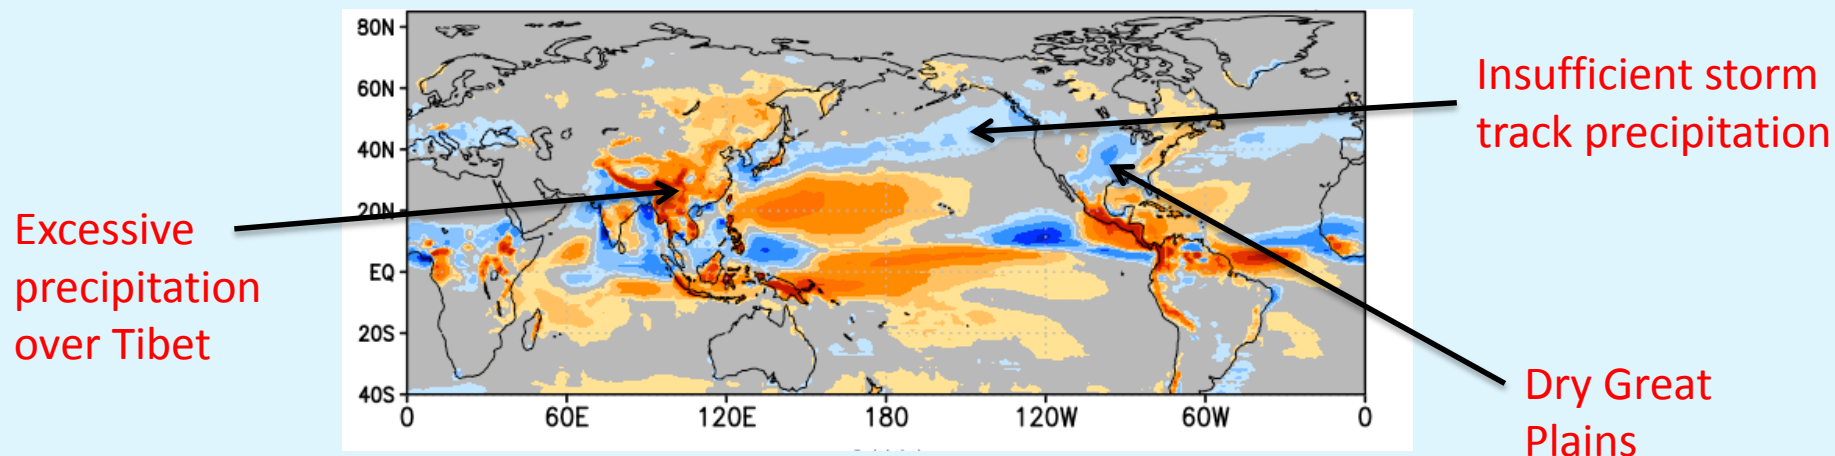 80N
60N
40N
20N
EQ
20S
40S
0
60E
120E
180
120W
60W
0
Excessive
precipitation
over Tibet
Insufficient storm
track precipitation
Dry Great
Plains